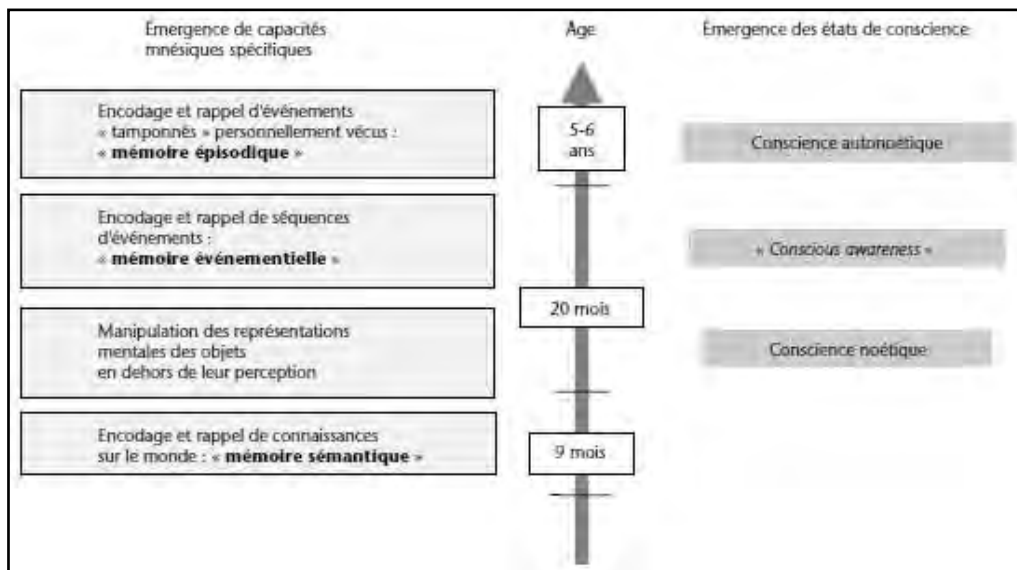 Émergence de capacités
mnésiques spécifiques
Age
Émergence des états de conscience
Encodage et rappel d'événements
« tamponnés » personnellement vécus :
« mémoire épisodique »
5-6
ans
Conscience autonoétique
Encodage et rappel de séquences
d'événements :
« mémoire événementielle »
« Conscious awareness »
20 mois
Manipulation des représentations
mentales des objets
en dehors de leur perception
Conscience noétique
Encodage et rappel de connaissances
sur le monde : « mémoire sémantique »
9 mois